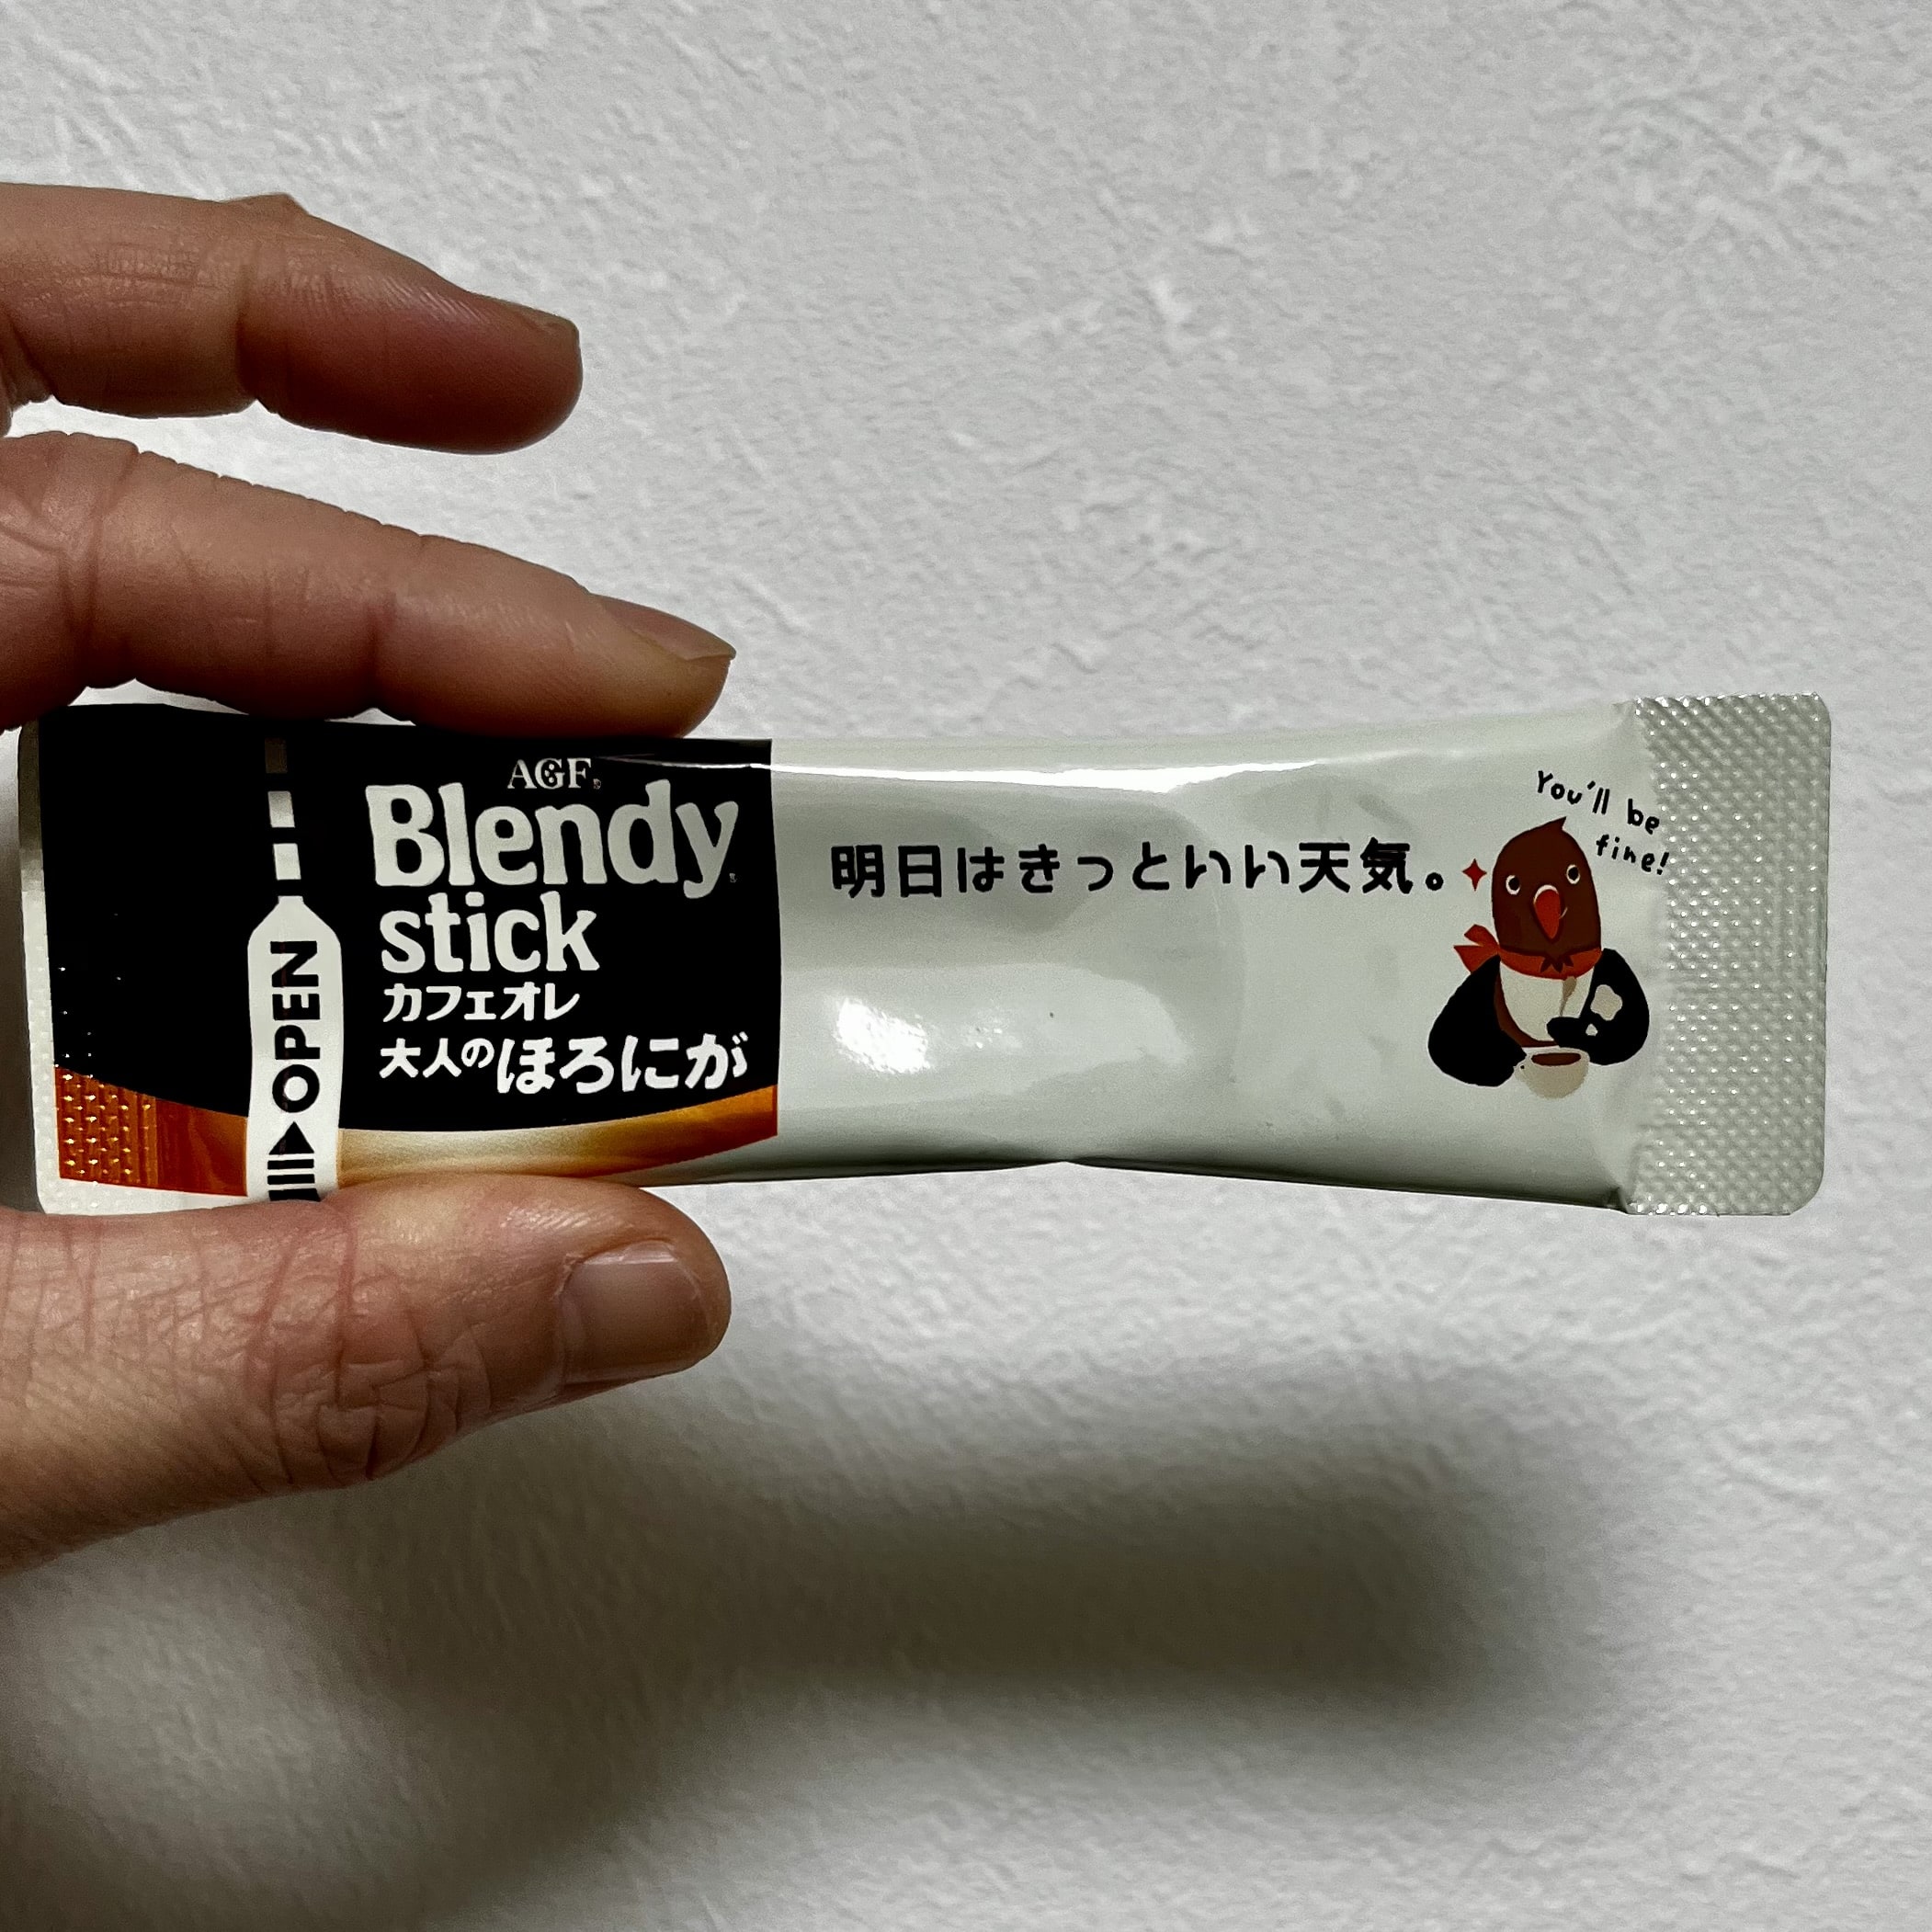 AGF
Blendy
stick
カフェオレ
大人のほろにが
OPEN
明日はきっといい天気。
You'll be
fine!